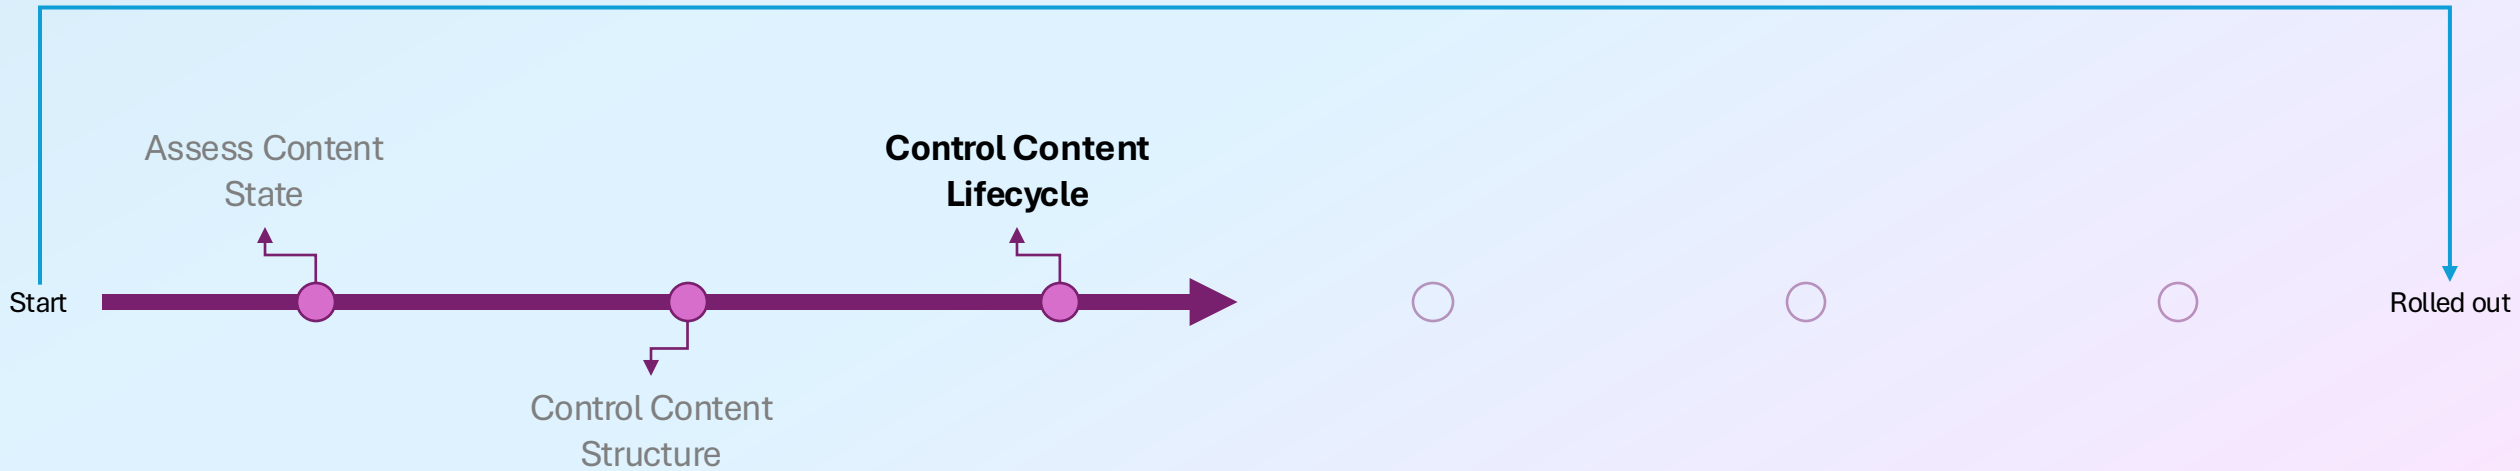 Assess Content
State
Control Content
Lifecycle
Start
Rolled out
Control Content
Structure